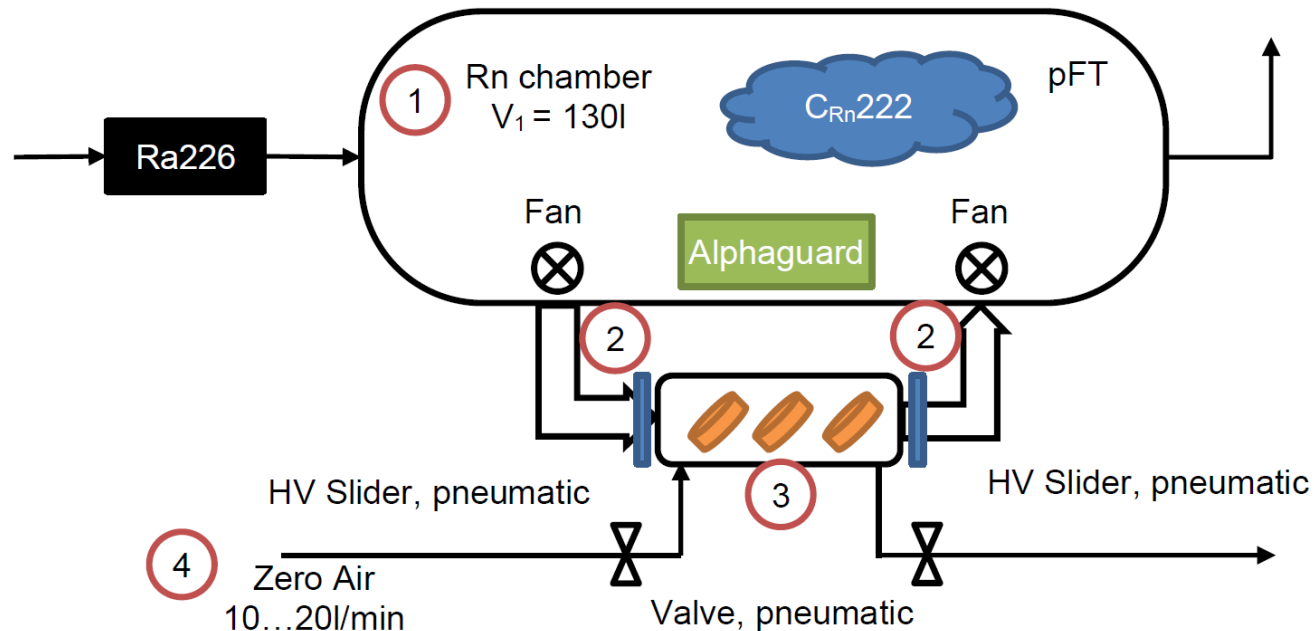 1
Rn chamber
V₁ = 130l
C_Rn222
pFT
Ra226
Fan
Alphaguard
Fan
2
2
HV Slider, pneumatic
3
HV Slider, pneumatic
4
Zero Air
10...20l/min
Valve, pneumatic